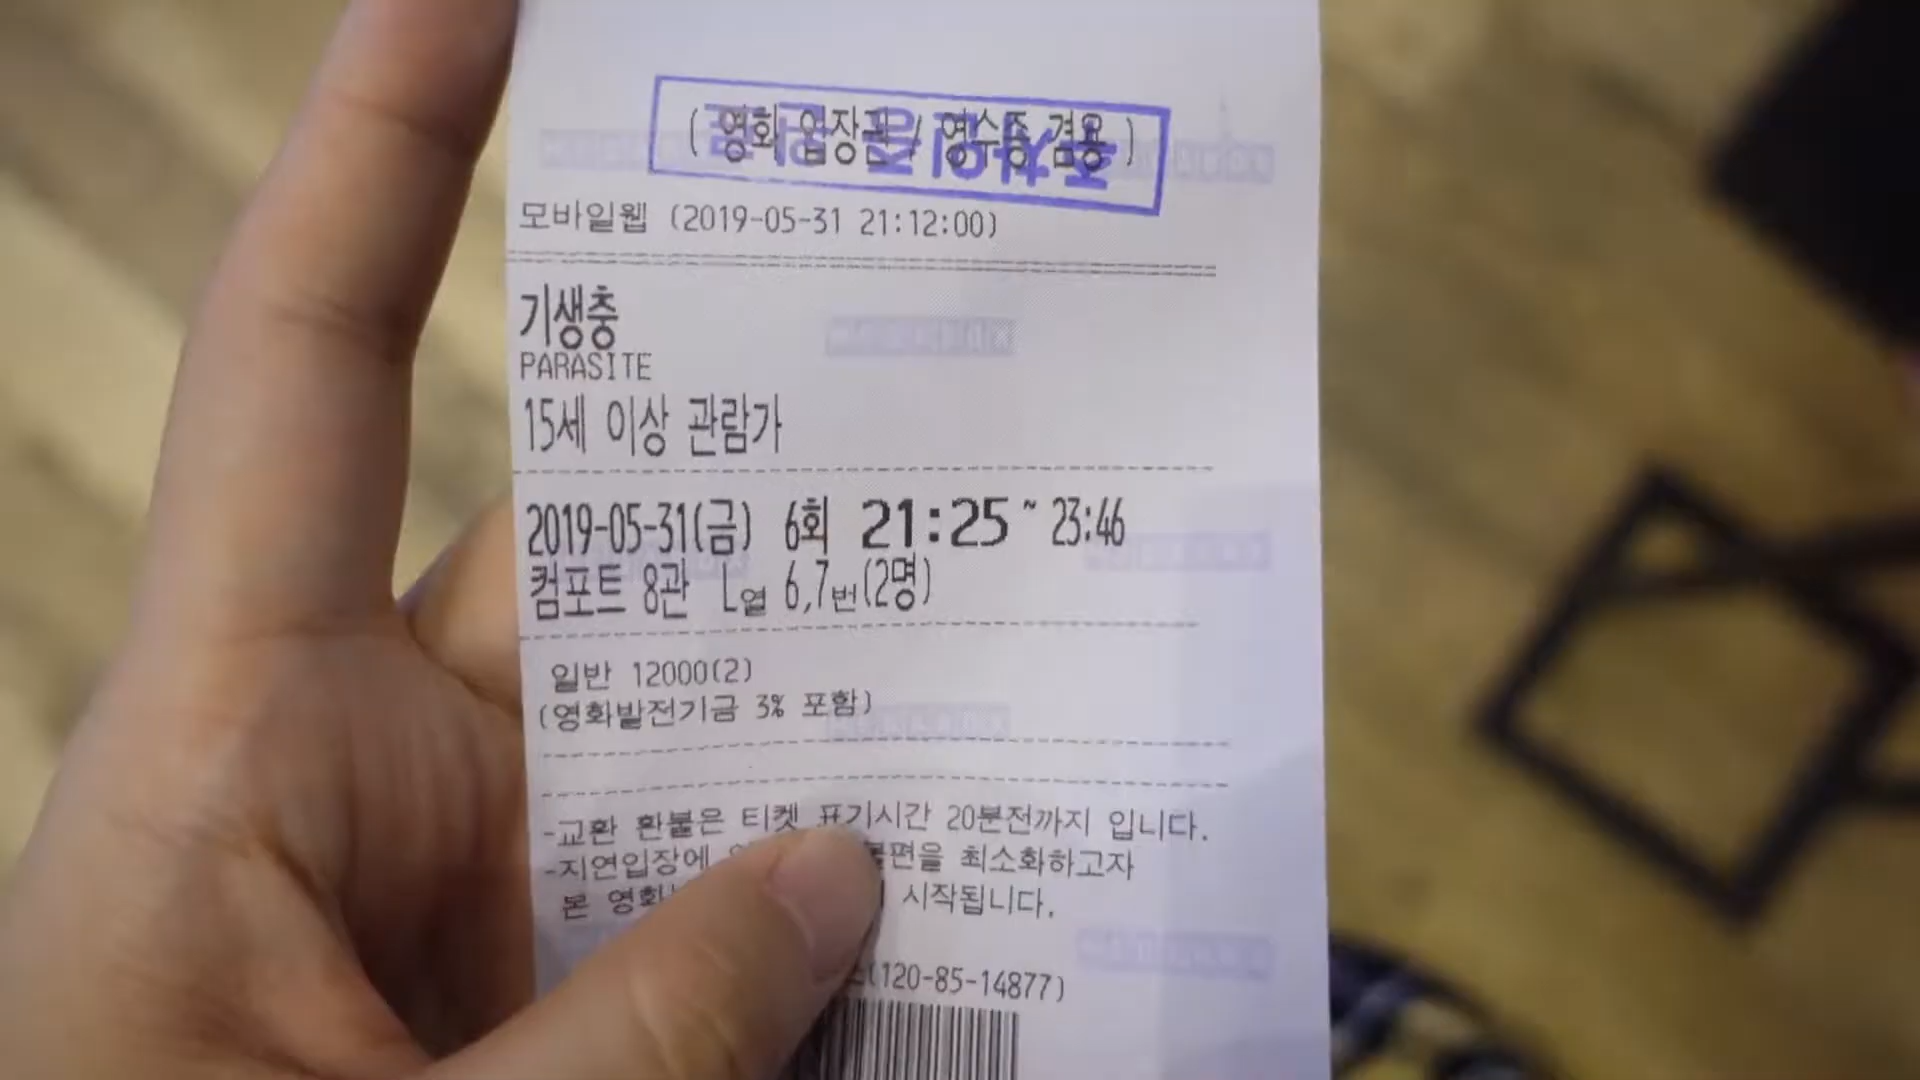 ( 영화 입장권 / 영수증 겸용 )
모바일웹 (2019-05-31 21:12:00)
기생충
PARASITE
15세 이상 관람가
2019-05-31(금) 6회 21:25 ~ 23:46
컴포트 8관 L열 6,7번(2명)
일반 12000(2)
(영화발전기금 3% 포함)
-교환 환불은 티켓 표기시간 20분전까지 입니다.
-지연입장에 불편을 최소화하고자
본 영화 시작됩니다.
(120-85-14877)